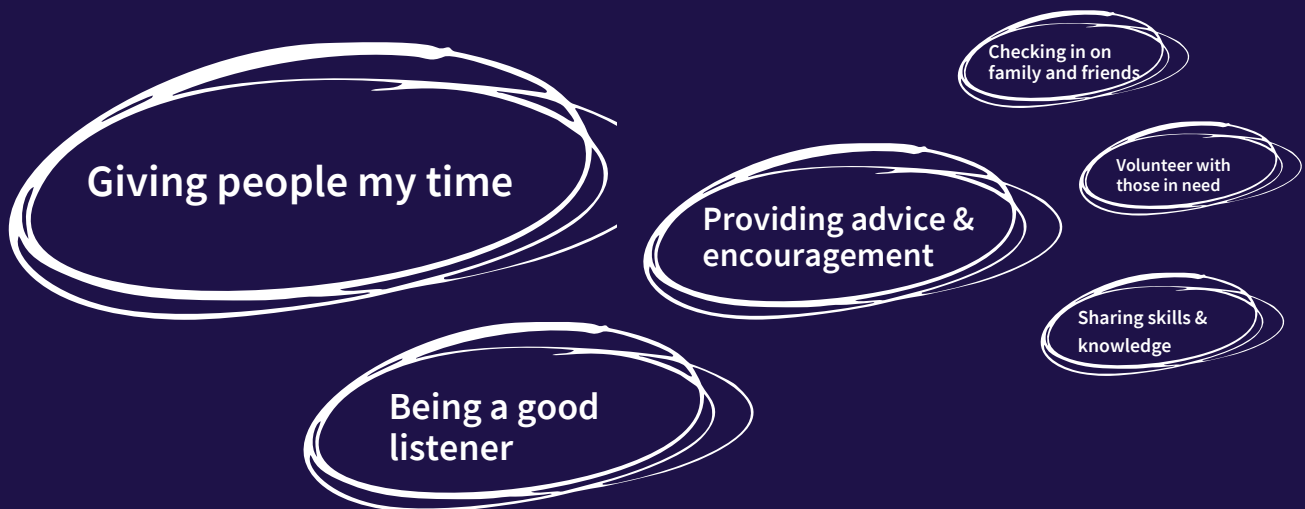 Giving people my time
Providing advice &
encouragement
Being a good
listener
Checking in on
family and friends
Volunteer with
those in need
Sharing skills &
knowledge